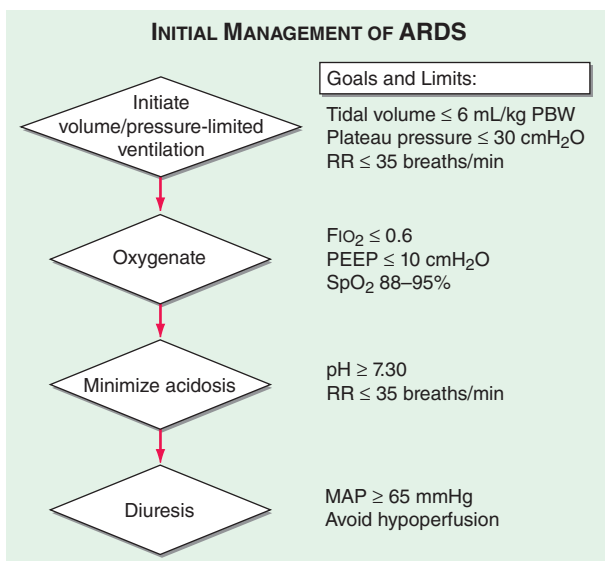 INITIAL MANAGEMENT OF ARDS
Initiate
volume/pressure-limited
ventilation
Goals and Limits:
Tidal volume ≤ 6 mL/kg PBW
Plateau pressure ≤ 30 cmH₂O
RR ≤ 35 breaths/min
Oxygenate
FIO₂ ≤ 0.6
PEEP ≤ 10 cmH₂O
SpO₂ 88–95%
Minimize acidosis
pH ≥ 7.30
RR ≤ 35 breaths/min
Diuresis
MAP ≥ 65 mmHg
Avoid hypoperfusion